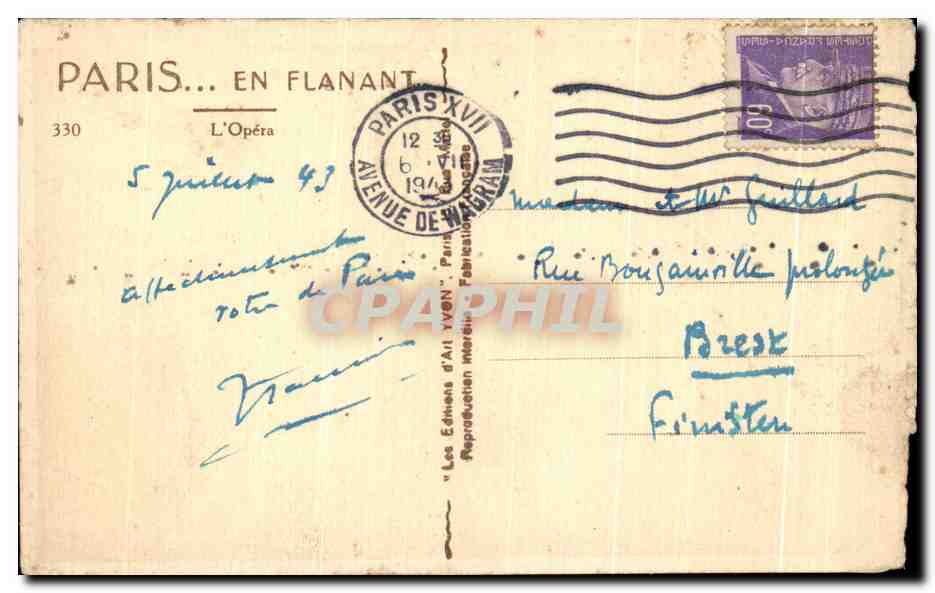 PARIS... EN FLANANT
330 L'Opéra
PARIS XVII
12 3
6 VII
194
AVENUE DE WAGRAM
60
5 Juillet 43
affectueusement
votre de Paris
"Les Editions d'Art YVON". Paris
Reproduction interdite. Fabrication
Madame et Mr Guillard
Rue Bougainville prolongée
Brest
Finistère
CPAPHIL